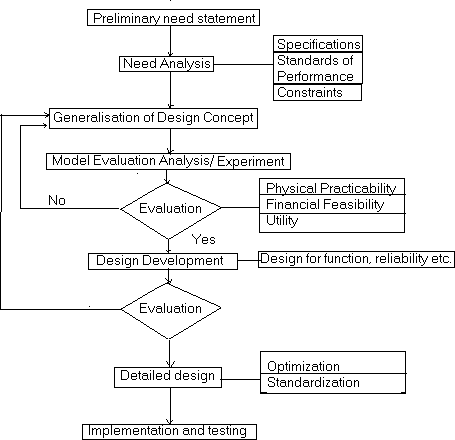 Preliminary need statement
Need Analysis
Specifications
Standards of
Performance
Constraints
Generalisation of Design Concept
Model Evaluation Analysis/ Experiment
No
Evaluation
Physical Practicability
Financial Feasibility
Utility
Yes
Design Development
Design for function, reliability etc.
Evaluation
Detailed design
Optimization
Standardization
Implementation and testing